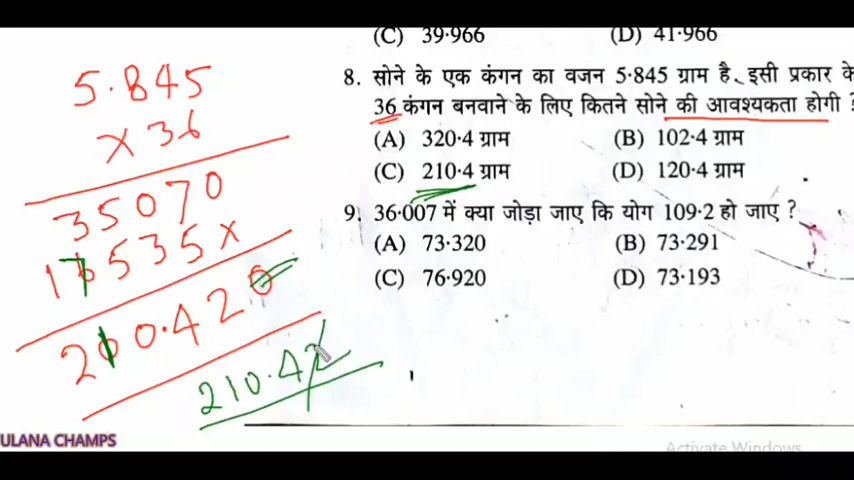 (C) 39·966 (D) 41·966
8. सोने के एक कंगन का वजन 5·845 ग्राम है, इसी प्रकार के
36 कंगन बनवाने के लिए कितने सोने की आवश्यकता होगी ?
(A) 320·4 ग्राम (B) 102·4 ग्राम
(C) 210·4 ग्राम (D) 120·4 ग्राम
9. 36·007 में क्या जोड़ा जाए कि योग 109·2 हो जाए ?
(A) 73·320 (B) 73·291
(C) 76·920 (D) 73·193
5.845
x 36
35070
17535x
210.420
210.42
ULANA CHAMPS
Activate Windows